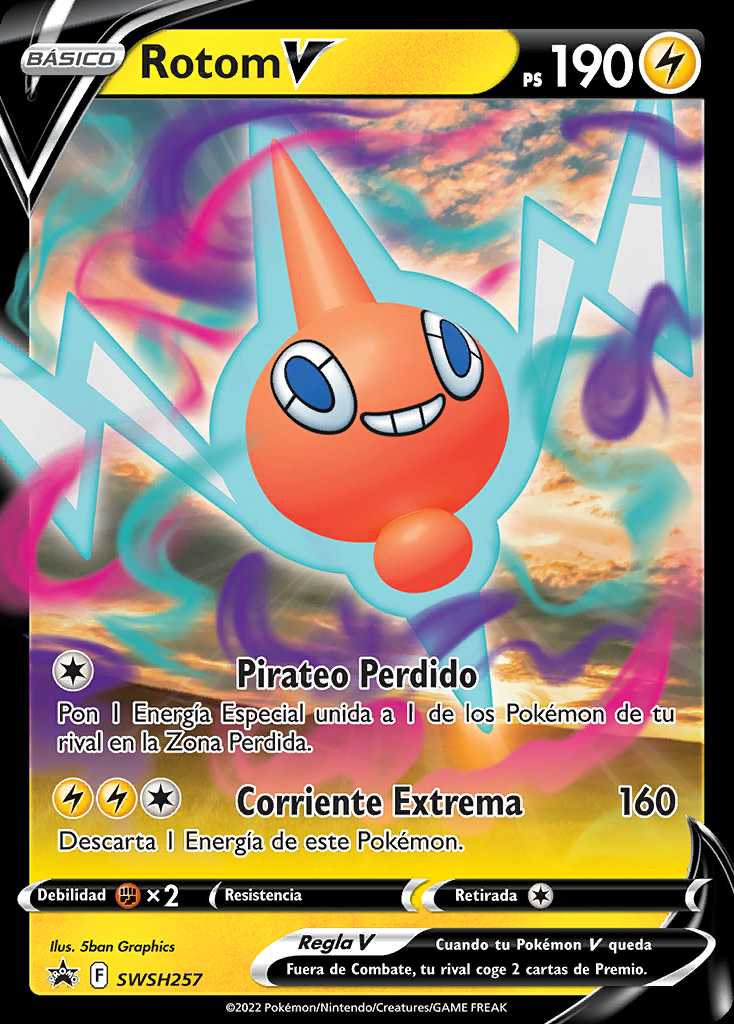 BÁSICO Rotom V PS 190
Pirateo Perdido
Pon 1 Energía Especial unida a 1 de los Pokémon de tu
rival en la Zona Perdida.
Corriente Extrema 160
Descarta 1 Energía de este Pokémon.
Debilidad ×2 Resistencia Retirada
Ilus. 5ban Graphics
Regla V Cuando tu Pokémon V queda
Fuera de Combate, tu rival coge 2 cartas de Premio.
PROMO F SWSH257
©2022 Pokémon/Nintendo/Creatures/GAME FREAK